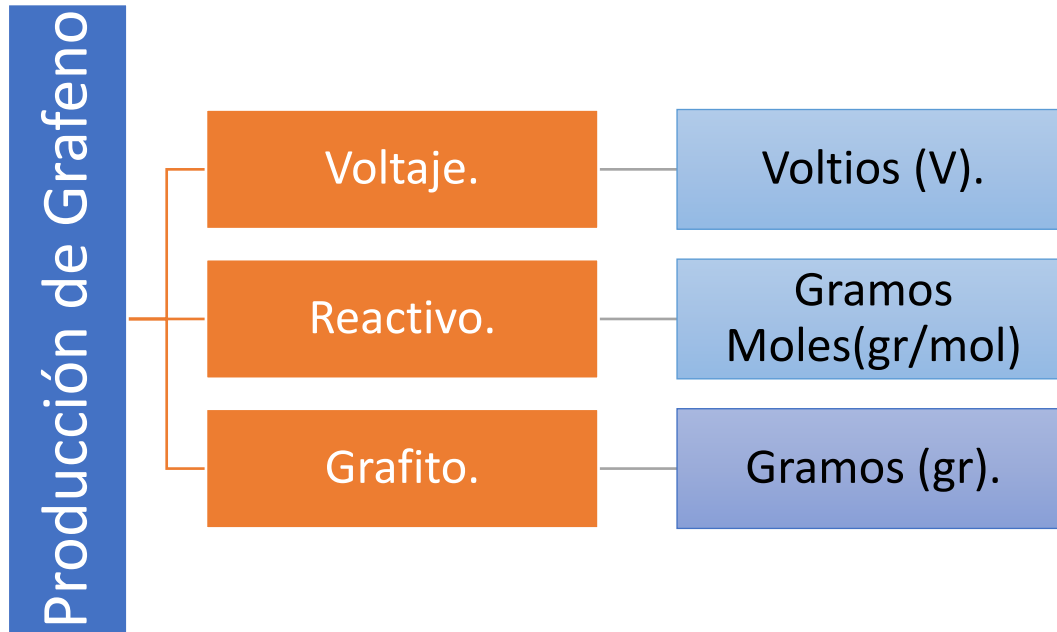 Producción de Grafeno
Voltaje.
Voltios (V).
Reactivo.
Gramos
Moles(gr/mol)
Grafito.
Gramos (gr).